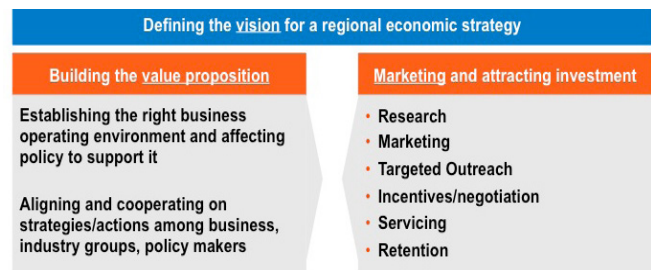 Defining the vision for a regional economic strategy
Building the value proposition
Establishing the right business
operating environment and affecting
policy to support it
Aligning and cooperating on
strategies/actions among business,
industry groups, policy makers
Marketing and attracting investment
• Research
• Marketing
• Targeted Outreach
• Incentives/negotiation
• Servicing
• Retention